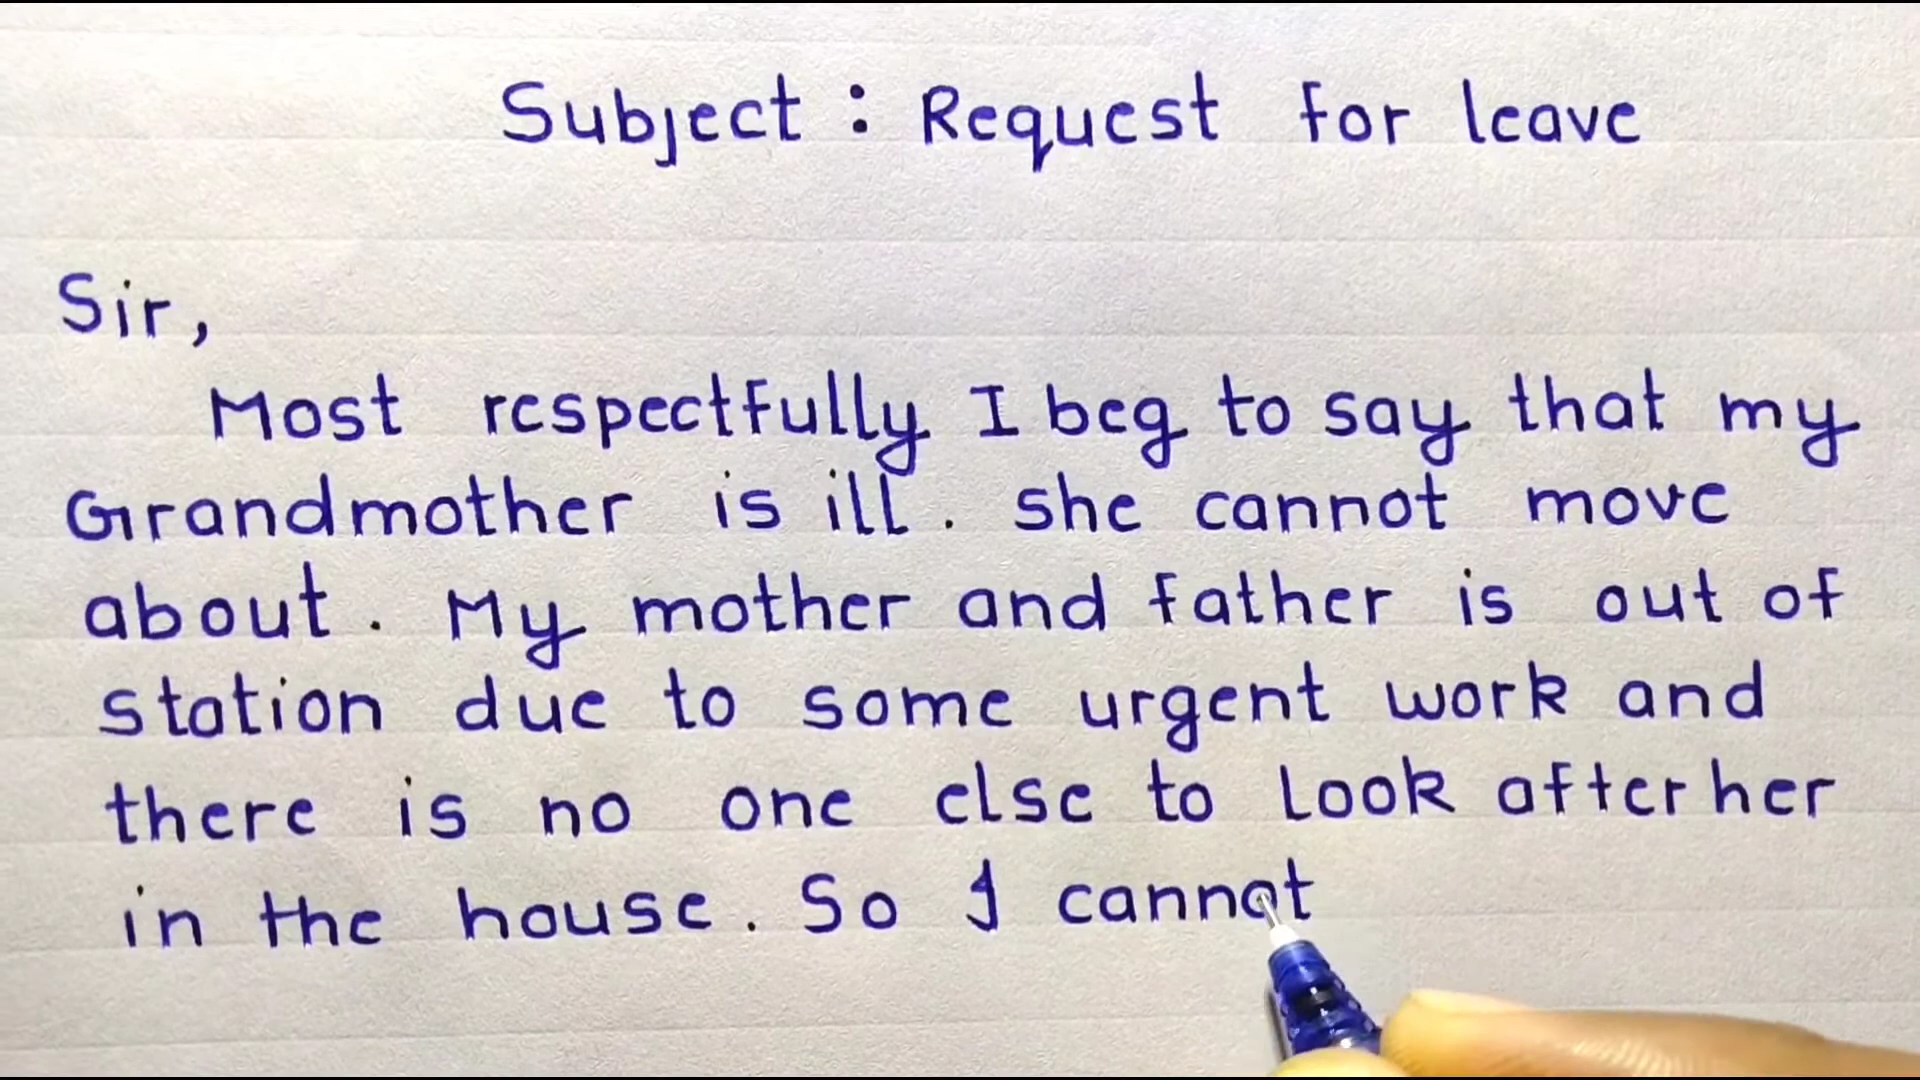 Subject : Request for leave
Sir,
Most respectfully I beg to say that my
Grandmother is ill. she cannot move
about. My mother and father is out of
station due to some urgent work and
there is no one else to look after her
in the house. So I cannot